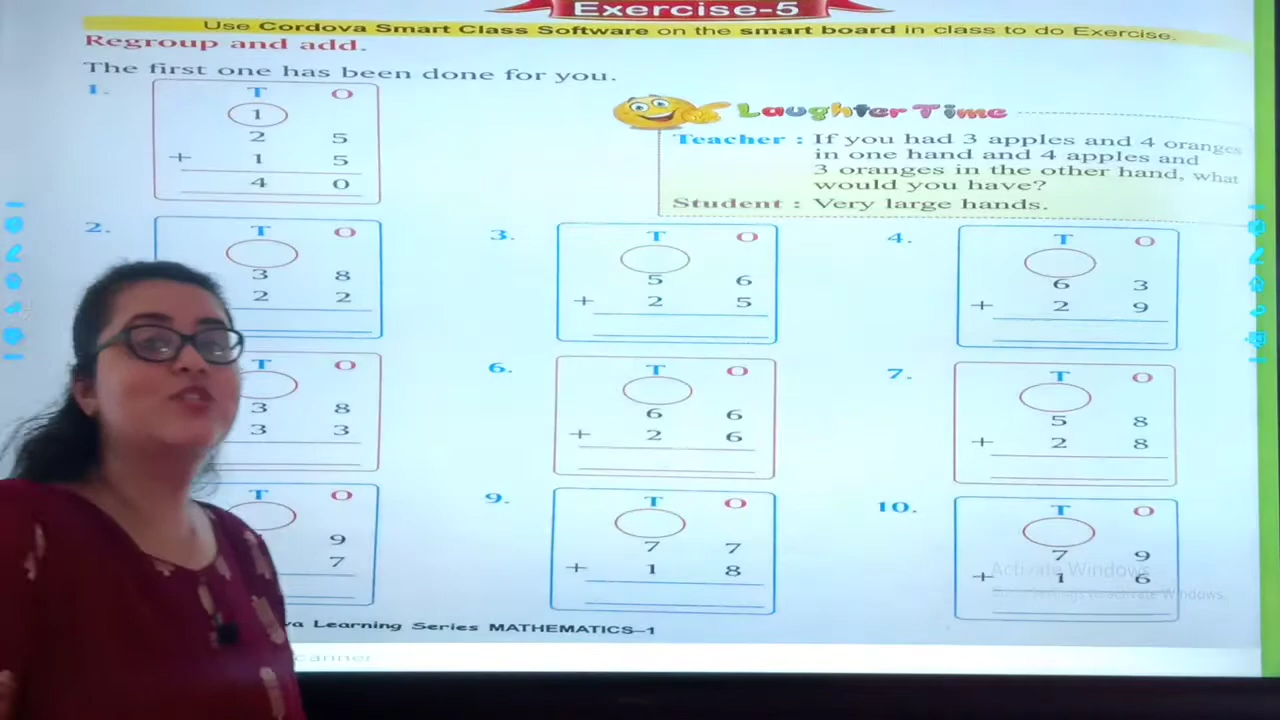 Exercise-5
Use Cordova Smart Class Software on the smart board in class to do Exercise.
Regroup and add.
The first one has been done for you.
1.
T O
1
2 5
+ 1 5
4 0
Laughter Time
Teacher : If you had 3 apples and 4 oranges
in one hand and 4 apples and
3 oranges in the other hand, what
would you have?
Student : Very large hands.
2.
T O
3 8
2 2
3.
T O
5 6
+ 2 5
4.
T O
6 3
+ 2 9
T O
3 8
3 3
6.
T O
6 6
+ 2 6
7.
T O
5 8
+ 2 8
T O
9
7
9.
T O
7 7
+ 1 8
10.
T O
7 9
+ 1 6
Activate Windows
to activate Windows.
Learning Series MATHEMATICS–1